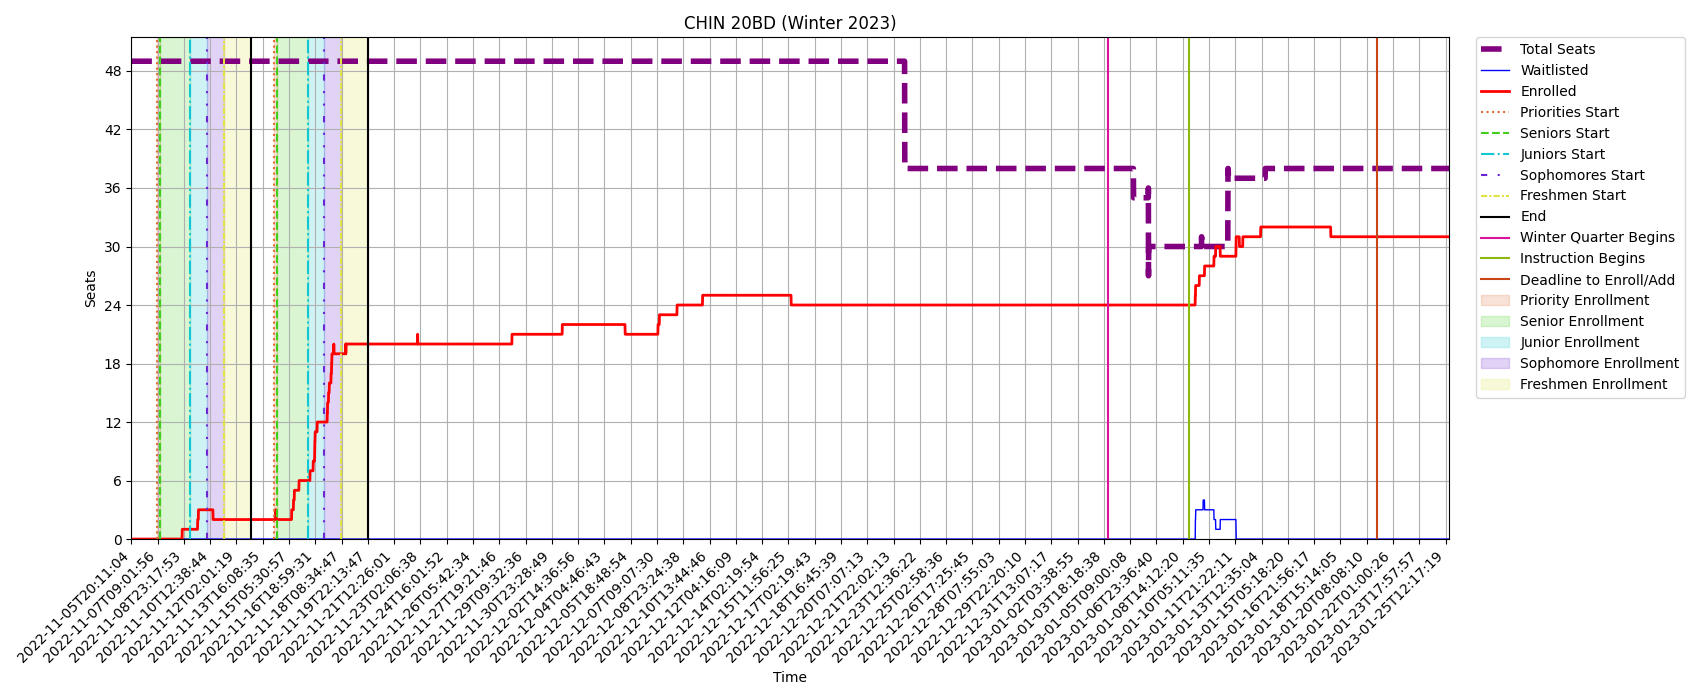 CHIN 20BD (Winter 2023)
Seats
48
42
36
30
24
18
12
6
0
2022-11-05T20:11:04
2022-11-07T09:01:56
2022-11-08T23:17:53
2022-11-10T12:38:44
2022-11-12T02:01:19
2022-11-13T16:08:35
2022-11-15T05:30:57
2022-11-16T18:59:31
2022-11-18T08:34:47
2022-11-19T22:13:47
2022-11-21T12:26:01
2022-11-23T02:06:38
2022-11-24T16:01:52
2022-11-26T05:42:34
2022-11-27T19:21:46
2022-11-29T09:32:36
2022-11-30T23:28:49
2022-12-02T14:36:56
2022-12-04T04:46:43
2022-12-05T18:48:54
2022-12-07T09:07:30
2022-12-08T23:24:38
2022-12-10T13:44:46
2022-12-12T04:16:09
2022-12-14T02:19:54
2022-12-15T11:56:25
2022-12-17T02:19:43
2022-12-18T16:45:39
2022-12-20T07:07:13
2022-12-21T22:02:13
2022-12-23T12:36:22
2022-12-25T02:58:36
2022-12-26T17:25:45
2022-12-28T07:55:03
2022-12-29T22:20:10
2022-12-31T13:07:17
2023-01-02T03:38:55
2023-01-03T18:18:38
2023-01-05T09:00:08
2023-01-06T23:36:40
2023-01-08T14:12:20
2023-01-10T05:11:35
2023-01-11T21:22:11
2023-01-13T12:35:04
2023-01-15T05:18:20
2023-01-16T21:56:17
2023-01-18T15:14:05
2023-01-20T08:08:10
2023-01-22T01:00:26
2023-01-23T17:57:57
2023-01-25T12:17:19
Time
Total Seats
Waitlisted
Enrolled
Priorities Start
Seniors Start
Juniors Start
Sophomores Start
Freshmen Start
End
Winter Quarter Begins
Instruction Begins
Deadline to Enroll/Add
Priority Enrollment
Senior Enrollment
Junior Enrollment
Sophomore Enrollment
Freshmen Enrollment